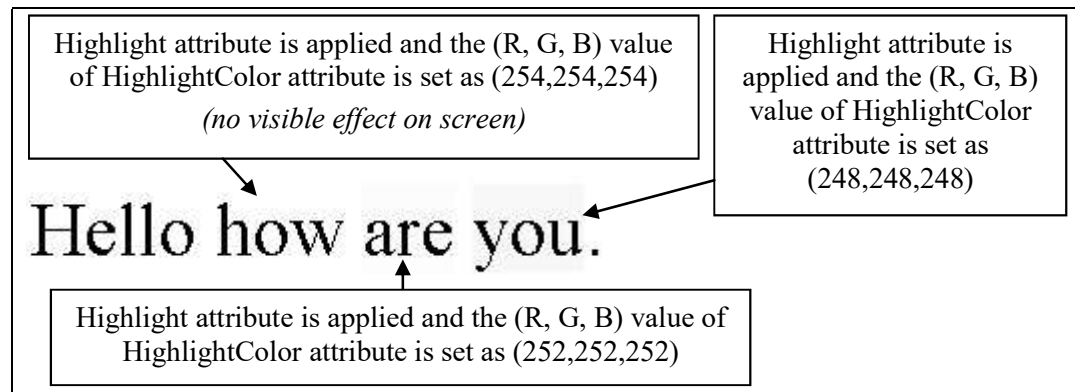 Highlight attribute is applied and the (R, G, B) value
of HighlightColor attribute is set as (254,254,254)
(no visible effect on screen)
Highlight attribute is
applied and the (R, G, B)
value of HighlightColor
attribute is set as
(248,248,248)
Hello how are you.
Highlight attribute is applied and the (R, G, B) value of
HighlightColor attribute is set as (252,252,252)